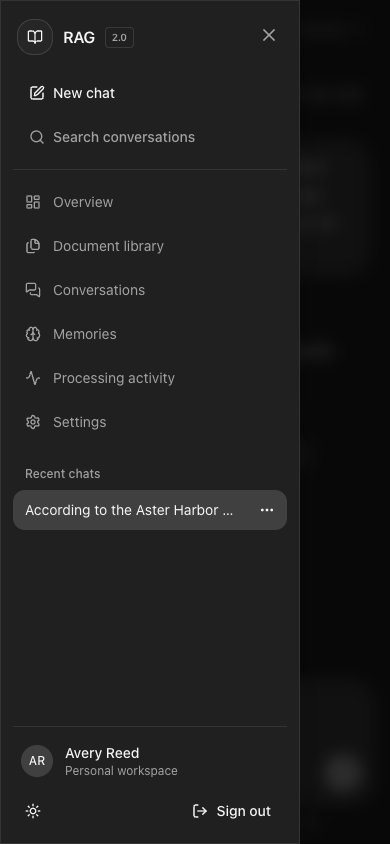 RAG 2.0
New chat
Search conversations
Overview
Document library
Conversations
Memories
Processing activity
Settings
Recent chats
According to the Aster Harbor ...
AR
Avery Reed
Personal workspace
Sign out